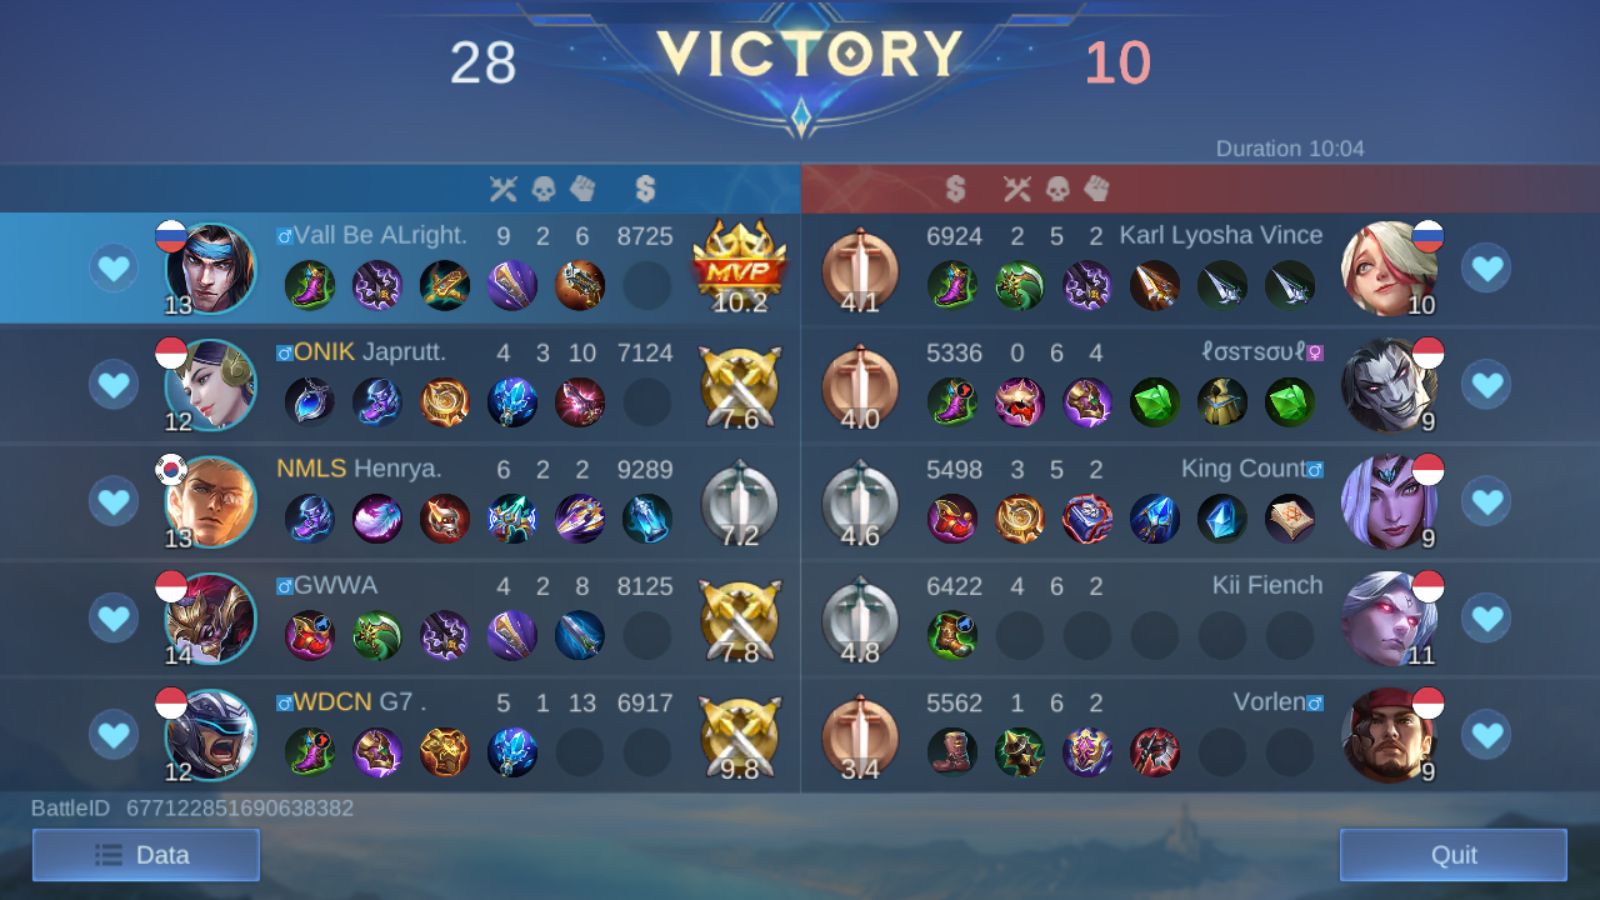 28 VICTORY 10
Duration 10:04
Vall Be ALright. 9 2 6 8725
13 MVP 10.2
4.1 6924 2 5 2 Karl Lyosha Vince
10
ONIK Japrutt. 4 3 10 7124
12 7.6
4.0 5336 0 6 4 ℓσѕтѕσυℓ
9
NMLS Henrya. 6 2 2 9289
13 7.2
4.6 5498 3 5 2 King Count
9
GWWA 4 2 8 8125
14 7.8
4.8 6422 4 6 2 Kii Fiench
11
WDCN G7 . 5 1 13 6917
12 9.8
3.4 5562 1 6 2 Vorlen
9
BattleID 677122851690638382
Data
Quit